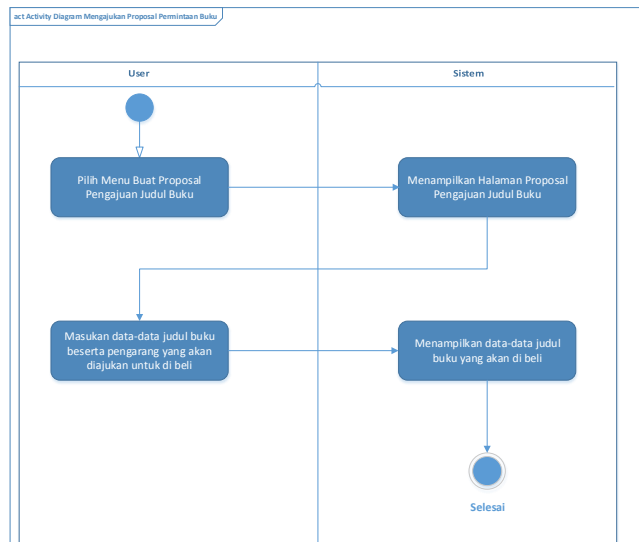 act Activity Diagram Mengajukan Proposal Permintaan Buku
User
Sistem
Pilih Menu Buat Proposal
Pengajuan Judul Buku
Menampilkan Halaman Proposal
Pengajuan Judul Buku
Masukan data-data judul buku
beserta pengarang yang akan
diajukan untuk di beli
Menampilkan data-data judul
buku yang akan di beli
Selesai